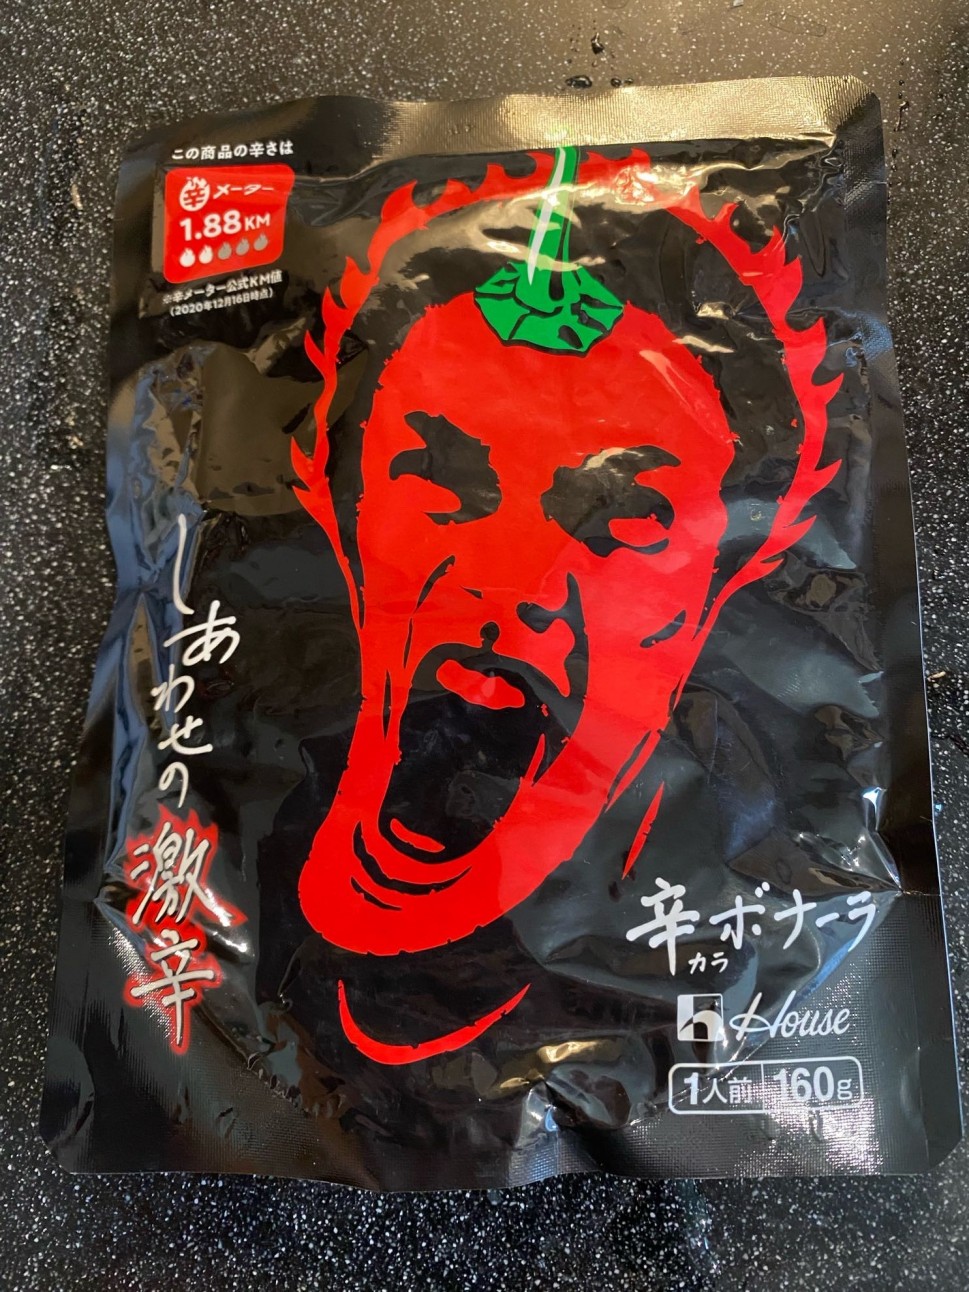 この商品の辛さは
辛メーター
1.88KM
※辛メーター公式KM値
(2020年12月16日時点)
しあわせの激辛
辛ボナーラ
カラ
House
1人前 160g